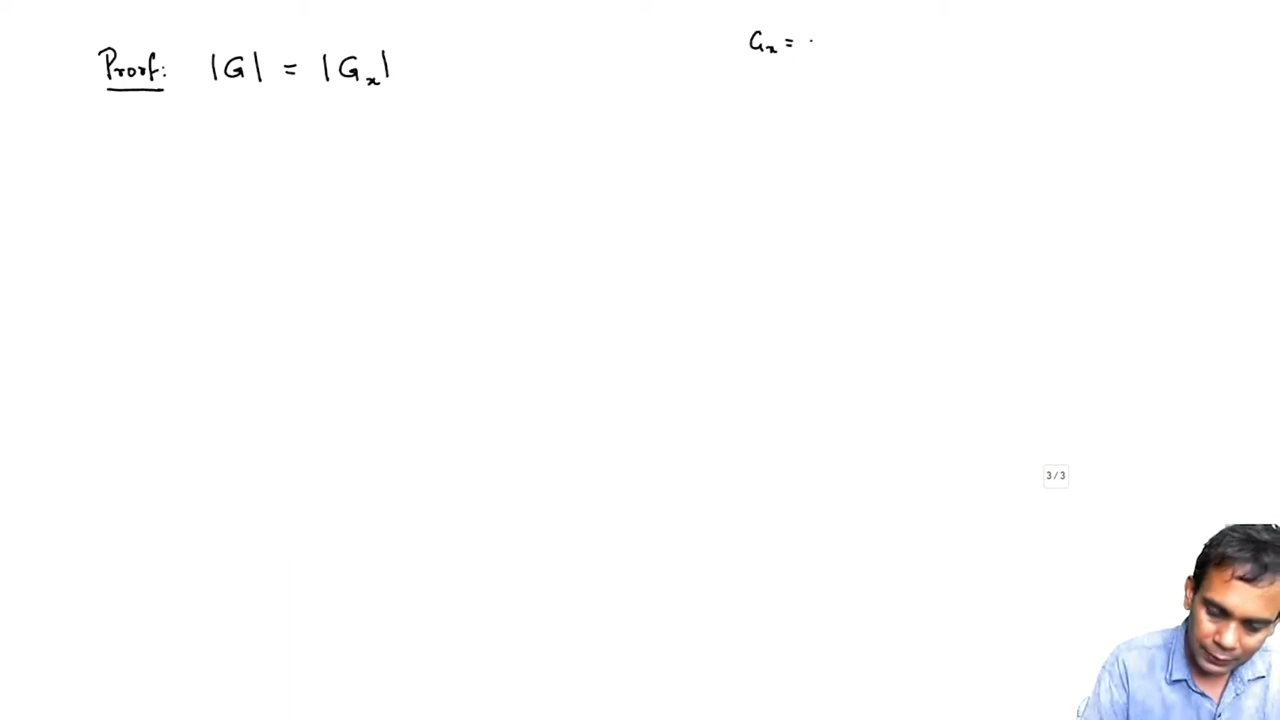 Proof: |G| = |Gₓ|
Gₓ =
3/3